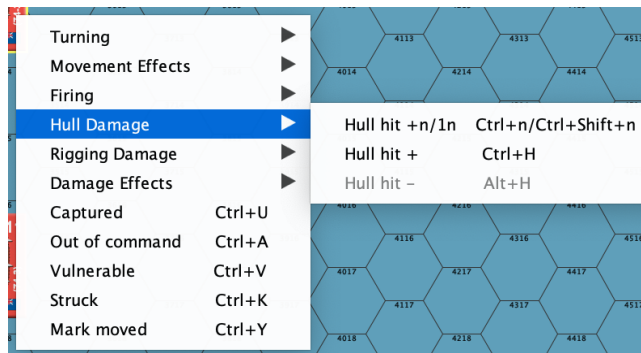 Turning
Movement Effects
Firing
Hull Damage
Rigging Damage
Damage Effects
Captured Ctrl+U
Out of command Ctrl+A
Vulnerable Ctrl+V
Struck Ctrl+K
Mark moved Ctrl+Y
Hull hit +n/1n Ctrl+n/Ctrl+Shift+n
Hull hit + Ctrl+H
Hull hit – Alt+H
4113 4313
4014 4214 4414
4116 4316
4017 4217 4417
4117 4317
4018 4218 4418